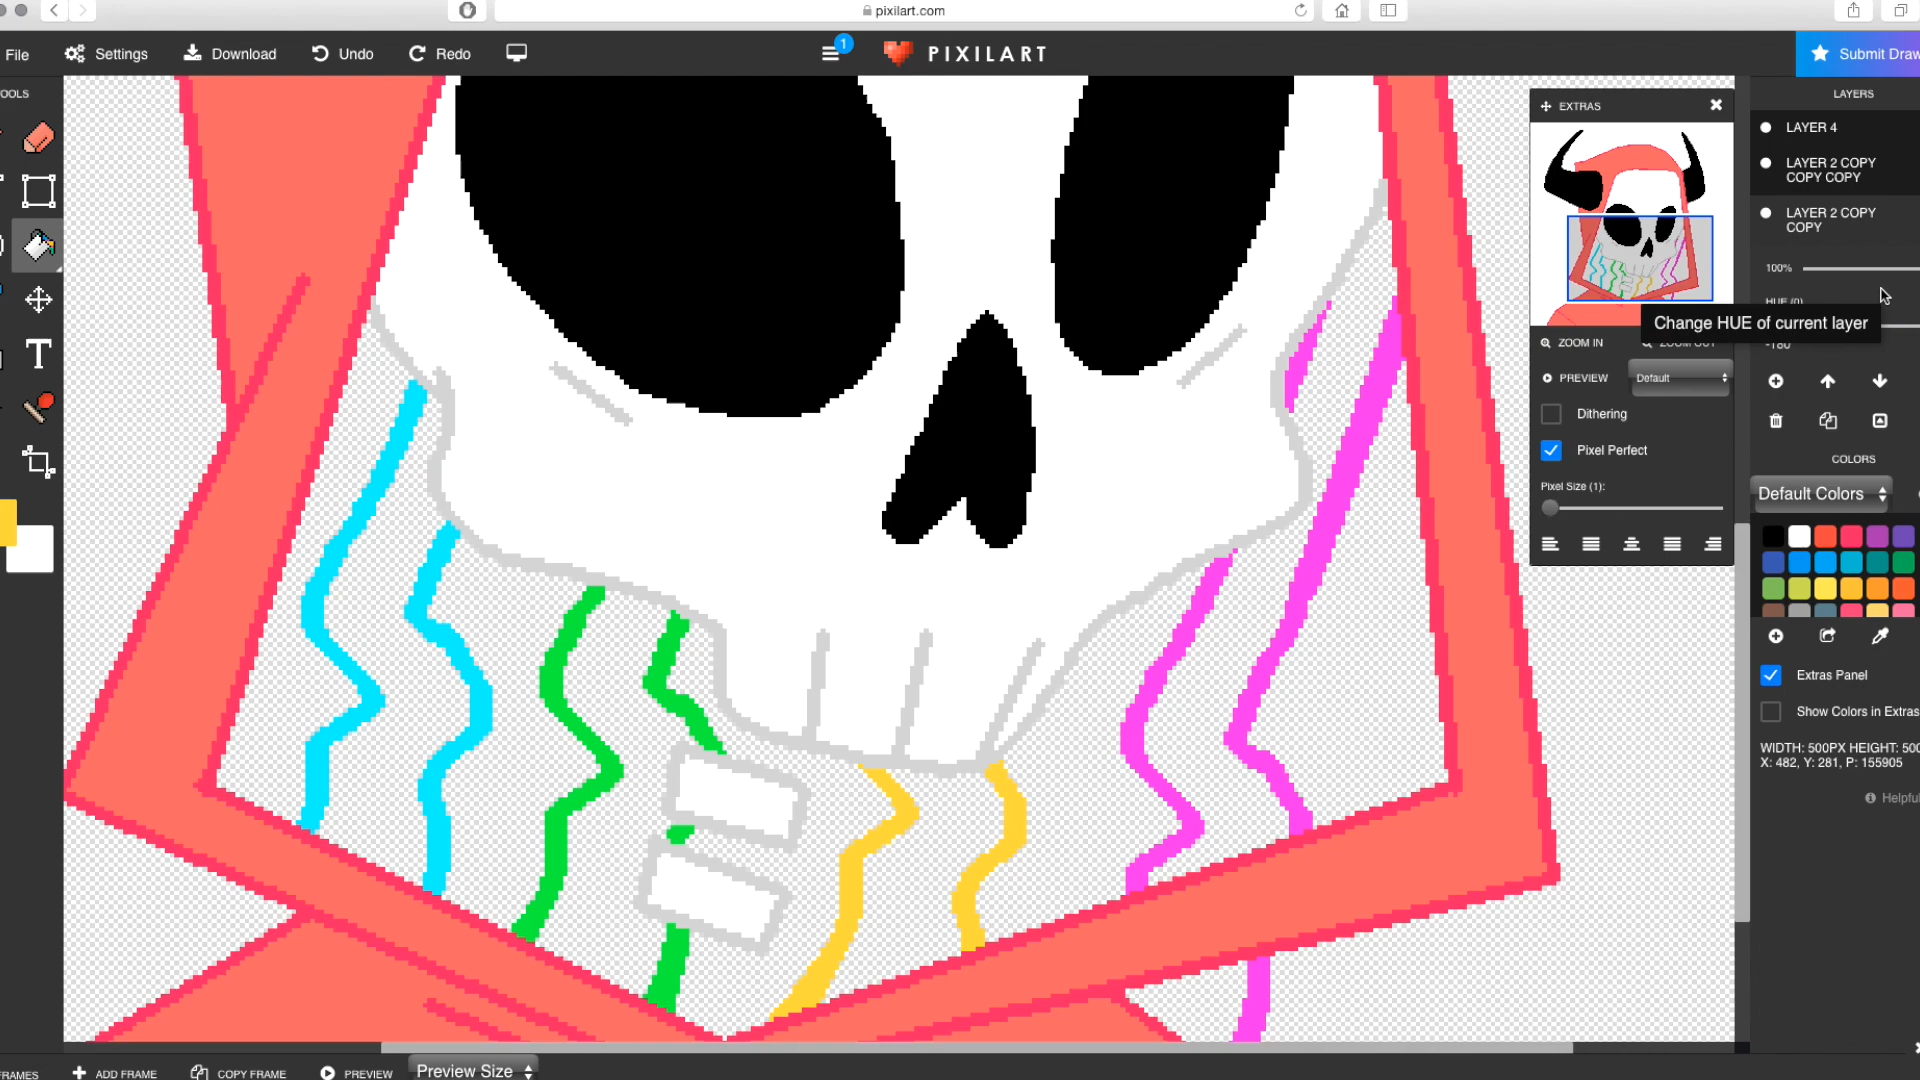 pixilart.com
File
Settings
Download
Undo
Redo
1
PIXILART
Submit Draw
OOLS
EXTRAS
LAYERS
LAYER 4
LAYER 2 COPY
COPY COPY
LAYER 2 COPY
COPY
100%
HUE (0)
Change HUE of current layer
-180
ZOOM IN
ZOOM OUT
PREVIEW
Default
Dithering
Pixel Perfect
Pixel Size (1):
COLORS
Default Colors
Extras Panel
Show Colors in Extras
WIDTH: 500PX HEIGHT: 500
X: 482, Y: 281, P: 155905
Helpful
RAMES
ADD FRAME
COPY FRAME
PREVIEW
Preview Size